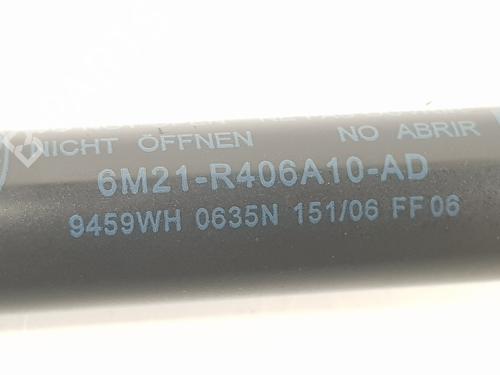 NICHT ÖFFNEN NO ABRIR
6M21-R406A10-AD
9459WH 0635N 151/06 FF06